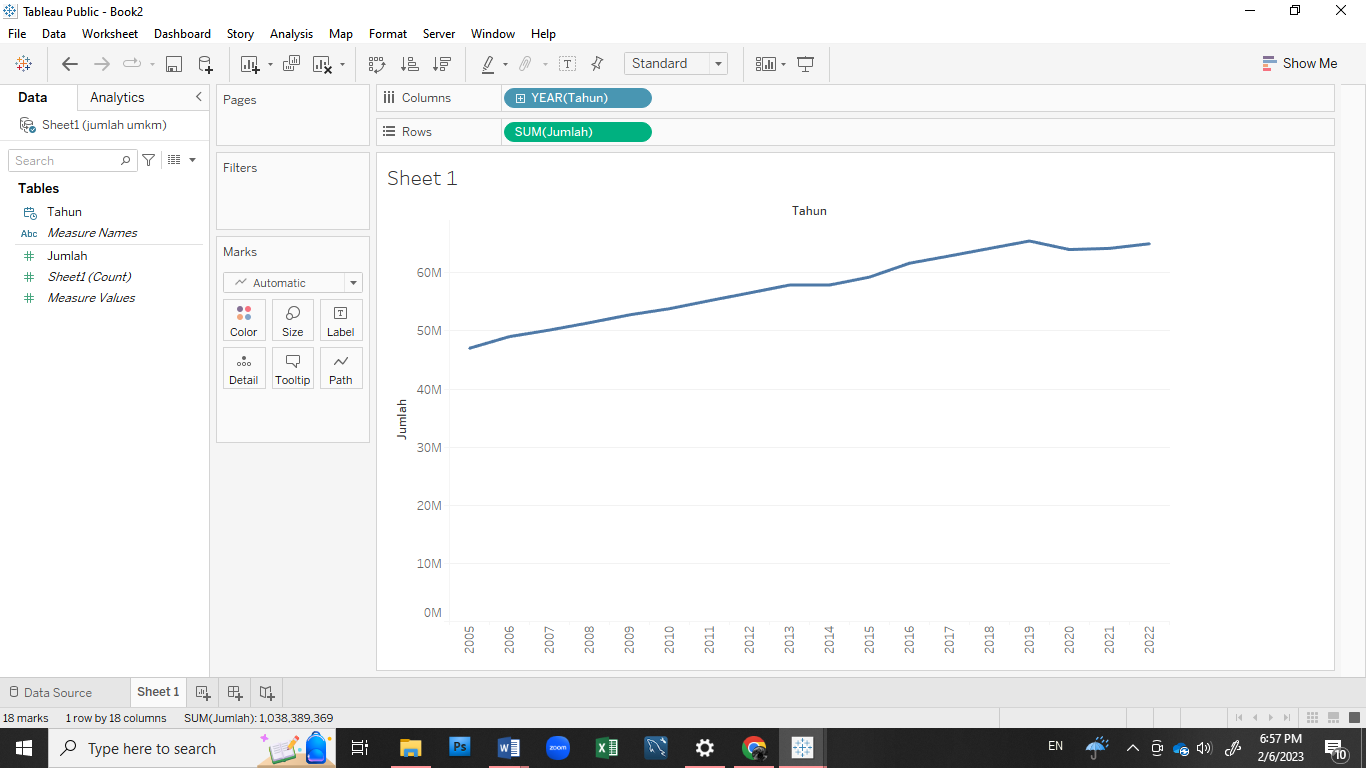 Tableau Public - Book2
File Data Worksheet Dashboard Story Analysis Map Format Server Window Help
Standard
Show Me
Data Analytics
Sheet1 (jumlah umkm)
Search
Tables
Tahun
Abc Measure Names
Jumlah
Sheet1 (Count)
Measure Values
Pages
Filters
Marks
Automatic
Color Size Label
Detail Tooltip Path
Columns YEAR(Tahun)
Rows SUM(Jumlah)
Sheet 1
Tahun
60M
50M
40M
30M
20M
10M
0M
Jumlah
2005 2006 2007 2008 2009 2010 2011 2012 2013 2014 2015 2016 2017 2018 2019 2020 2021 2022
Data Source Sheet 1
18 marks 1 row by 18 columns SUM(Jumlah): 1,038,389,369
Type here to search
Ps
W
zoom
X
EN
6:57 PM
2/6/2023
10